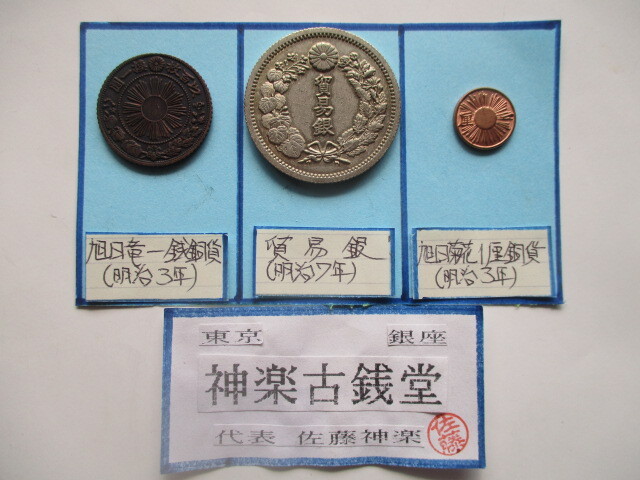 貿易銀
旭日竜一銭銅貨
(明治3年)
貿易銀
(明治7年)
旭日菊花1厘銅貨
(明治3年)
東京 銀座
神楽古銭堂
代表 佐藤神楽
佐藤